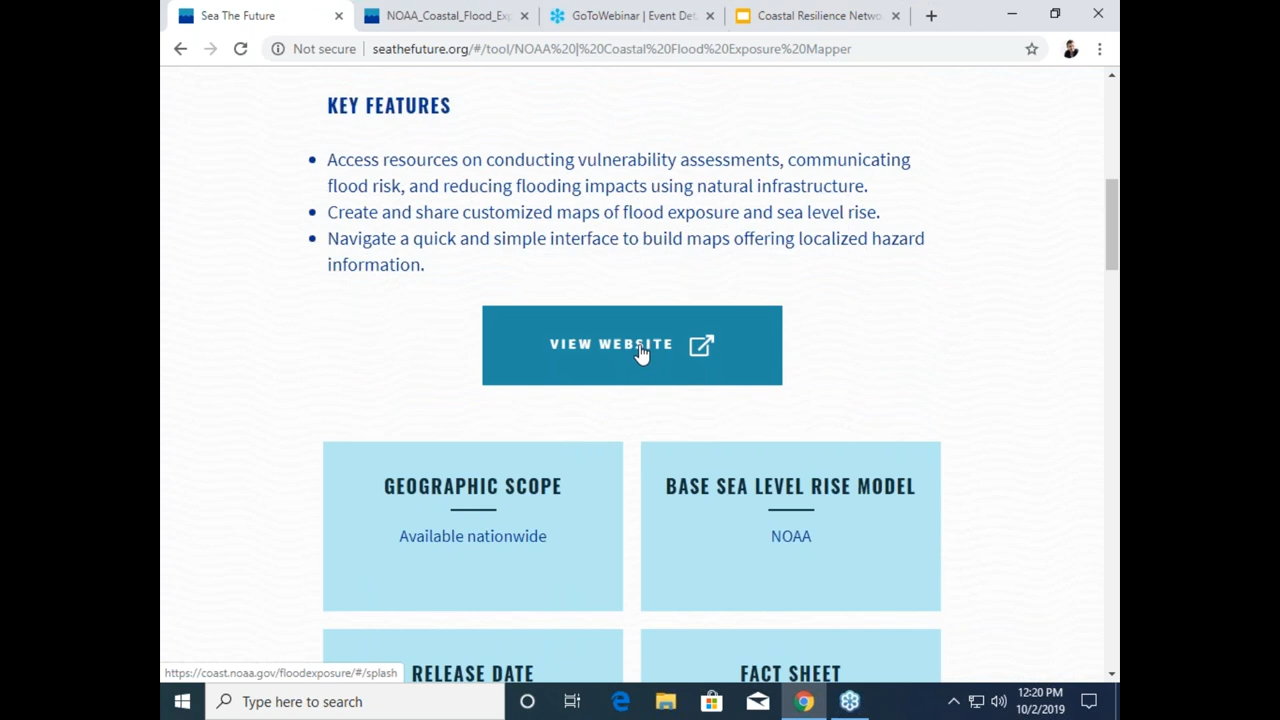 Sea The Future
NOAA_Coastal_Flood_Exp
GoToWebinar | Event Det
Coastal Resilience Netwo
Not secure
seathefuture.org/#/tool/NOAA%20|%20Coastal%20Flood%20Exposure%20Mapper
KEY FEATURES
Access resources on conducting vulnerability assessments, communicating
flood risk, and reducing flooding impacts using natural infrastructure.
Create and share customized maps of flood exposure and sea level rise.
Navigate a quick and simple interface to build maps offering localized hazard
information.
VIEW WEBSITE
GEOGRAPHIC SCOPE
Available nationwide
BASE SEA LEVEL RISE MODEL
NOAA
RELEASE DATE
FACT SHEET
https://coast.noaa.gov/floodexposure/#/splash
Type here to search
12:20 PM
10/2/2019